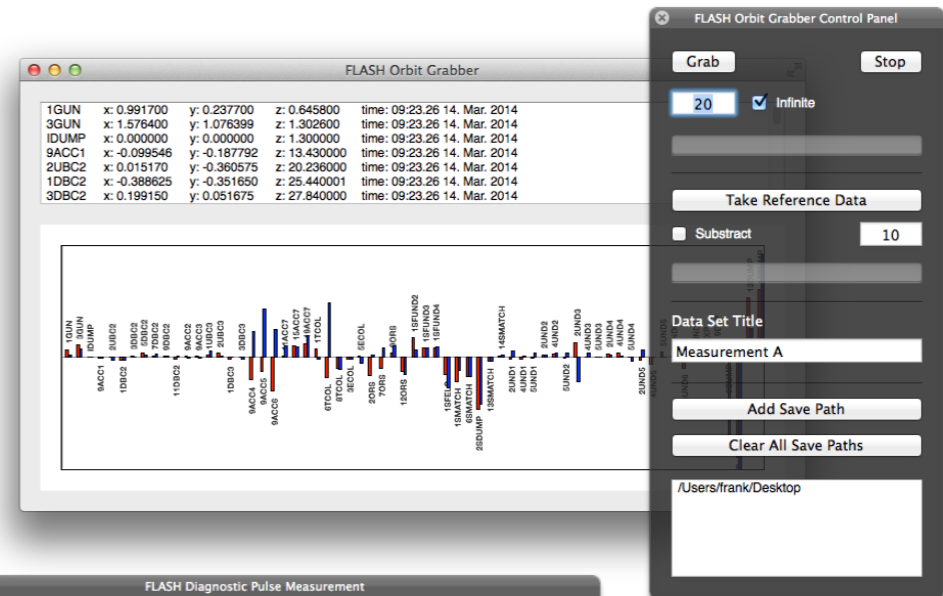 FLASH Orbit Grabber
1GUN x: 0.991700 y: 0.237700 z: 0.645800 time: 09:23.26 14. Mar. 2014
3GUN x: 1.576400 y: 1.076399 z: 1.302600 time: 09:23.26 14. Mar. 2014
IDUMP x: 0.000000 y: 0.000000 z: 1.300000 time: 09:23.26 14. Mar. 2014
9ACC1 x: -0.099546 y: -0.187792 z: 13.430000 time: 09:23.26 14. Mar. 2014
2UBC2 x: 0.015170 y: -0.360575 z: 20.236000 time: 09:23.26 14. Mar. 2014
1DBC2 x: -0.388625 y: -0.351650 z: 25.440001 time: 09:23.26 14. Mar. 2014
3DBC2 x: 0.199150 y: 0.051675 z: 27.840000 time: 09:23.26 14. Mar. 2014
1GUN
3GUN
IDUMP
9ACC1
2UBC2
1DBC2
3DBC2
5DBC2
7DBC2
9DBC2
11DBC2
9ACC2
9ACC3
1UBC3
2UBC3
1DBC3
3DBC3
9ACC4
9ACC5
9ACC6
1ACC7
15ACC7
19ACC7
1TCOL
6TCOL
8TCOL
3ECOL
5ECOL
2ORS
7ORS
9ORS
12ORS
1SFUND2
1SFUND3
1SFUND4
1SFELC
1SMATCH
6SMATCH
2SDUMP
13SMATCH
14SMATCH
2UND1
4UND1
5UND1
2UND2
4UND2
5UND2
2UND3
4UND3
5UND3
2UND4
4UND4
5UND4
2UND5
FLASH Orbit Grabber Control Panel
Grab Stop
20 Infinite
Take Reference Data
Substract 10
Data Set Title
Measurement A
Add Save Path
Clear All Save Paths
/Users/frank/Desktop
FLASH Diagnostic Pulse Measurement